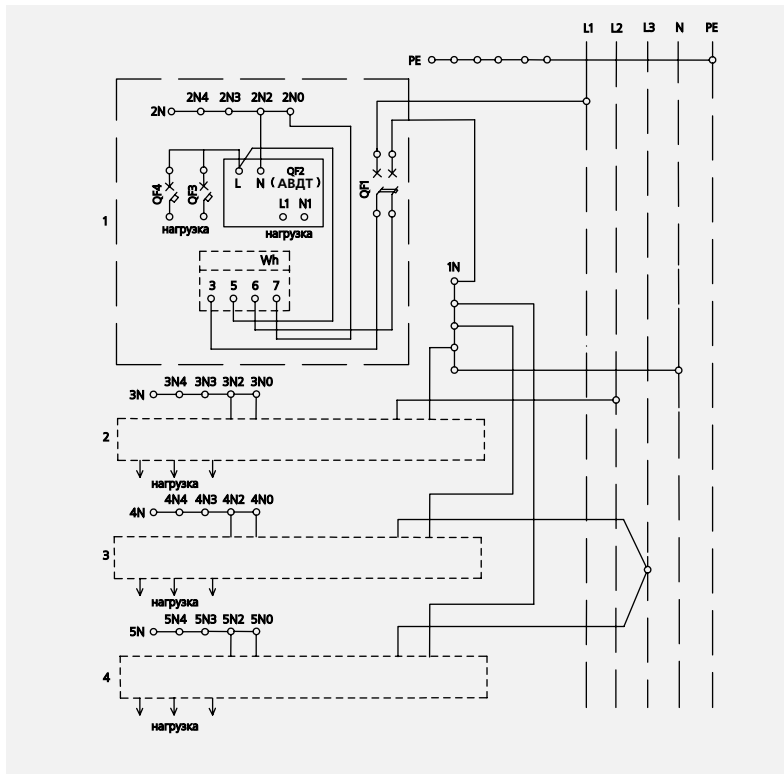 L1 L2 L3 N PE
PE
2N 2N4 2N3 2N2 2N0
QF4 QF3 L N QF2
(АВДТ)
QF1
L1 N1
1
нагрузка нагрузка
Wh
1N
3 5 6 7
3N 3N4 3N3 3N2 3N0
2
нагрузка
4N 4N4 4N3 4N2 4N0
3
нагрузка
5N 5N4 5N3 5N2 5N0
4
нагрузка